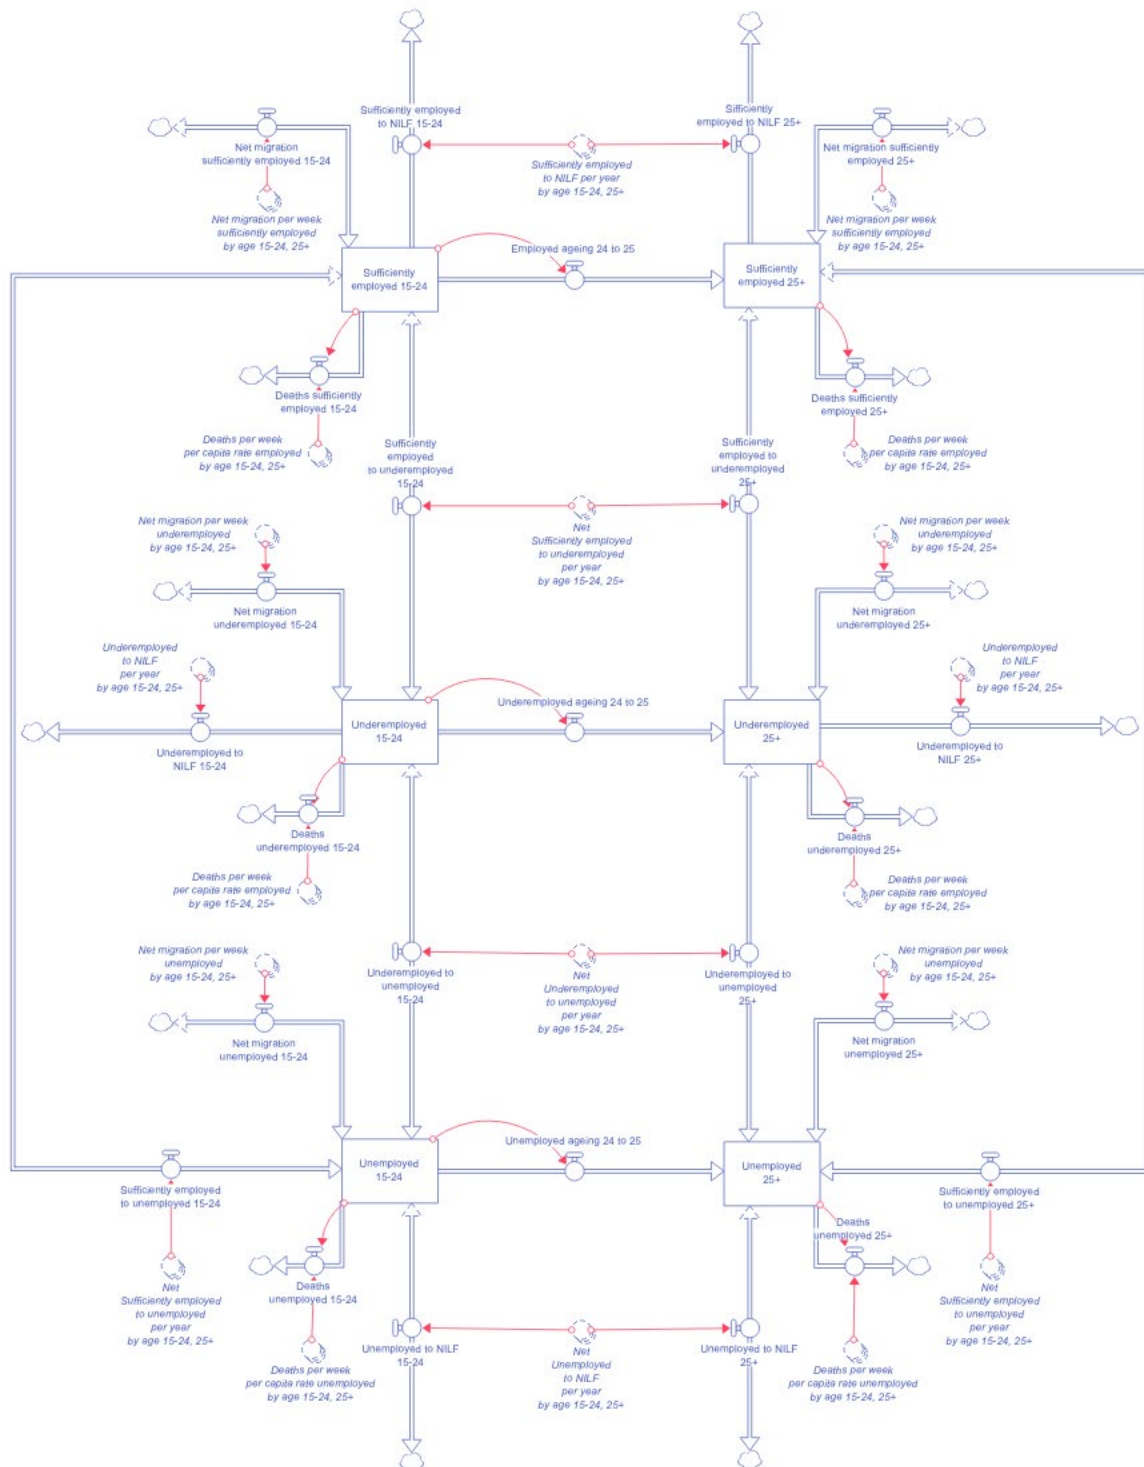 Sufficiently employed
to NILF 15-24
Sifficiently
employed to NILF 25+
Net migration
sufficiently employed 15-24
Sufficiently employed
to NILF per year
by age 15-24, 25+
Net migration sufficiently
employed 25+
Net migration per week
sufficiently employed
by age 15-24, 25+
Net migration per week
sufficiently employed
by age 15-24, 25+
Employed ageing 24 to 25
Sufficiently
employed 15-24
Sufficiently
employed 25+
Deaths sufficiently
employed 15-24
Deaths sufficiently
employed 25+
Deaths per week
per capita rate employed
by age 15-24, 25+
Sufficiently
employed
to underemployed
15-24
Sufficiently
employed to
underemployed
25+
Deaths per week
per capita rate employed
by age 15-24, 25+
Net migration per week
underemployed
by age 15-24, 25+
Net
Sufficiently employed
to underemployed
per year
by age 15-24, 25+
Net migration per week
underemployed
by age 15-24, 25+
Net migration
underemployed 15-24
Net migration
underemployed 25+
Underemployed
to NILF
per year
by age 15-24, 25+
Underemployed
to NILF
per year
by age 15-24, 25+
Underemployed ageing 24 to 25
Underemployed
15-24
Underemployed
25+
Underemployed to
NILF 15-24
Underemployed to
NILF 25+
Deaths
underemployed 15-24
Deaths
underemployed 25+
Deaths per week
per capita rate employed
by age 15-24, 25+
Deaths per week
per capita rate employed
by age 15-24, 25+
Net migration per week
unemployed
by age 15-24, 25+
Underemployed to
unemployed
15-24
Net
Underemployed
to unemployed
per year
by age 15-24, 25+
Underemployed to
unemployed
25+
Net migration per week
unemployed
by age 15-24, 25+
Net migration
unemployed 15-24
Net migration
unemployed 25+
Unemployed ageing 24 to 25
Unemployed
15-24
Unemployed
25+
Sufficiently employed
to unemployed 15-24
Sufficiently employed
to unemployed 25+
Deaths
unemployed 25+
Net
Sufficiently employed
to unemployed
per year
by age 15-24, 25+
Deaths
unemployed 15-24
Net
Sufficiently employed
to unemployed
per year
by age 15-24, 25+
Unemployed to NILF
15-24
Net
Unemployed
to NILF
per year
by age 15-24, 25+
Unemployed to NILF
25+
Deaths per week
per capita rate unemployed
by age 15-24, 25+
Deaths per week
per capita rate unemployed
by age 15-24, 25+